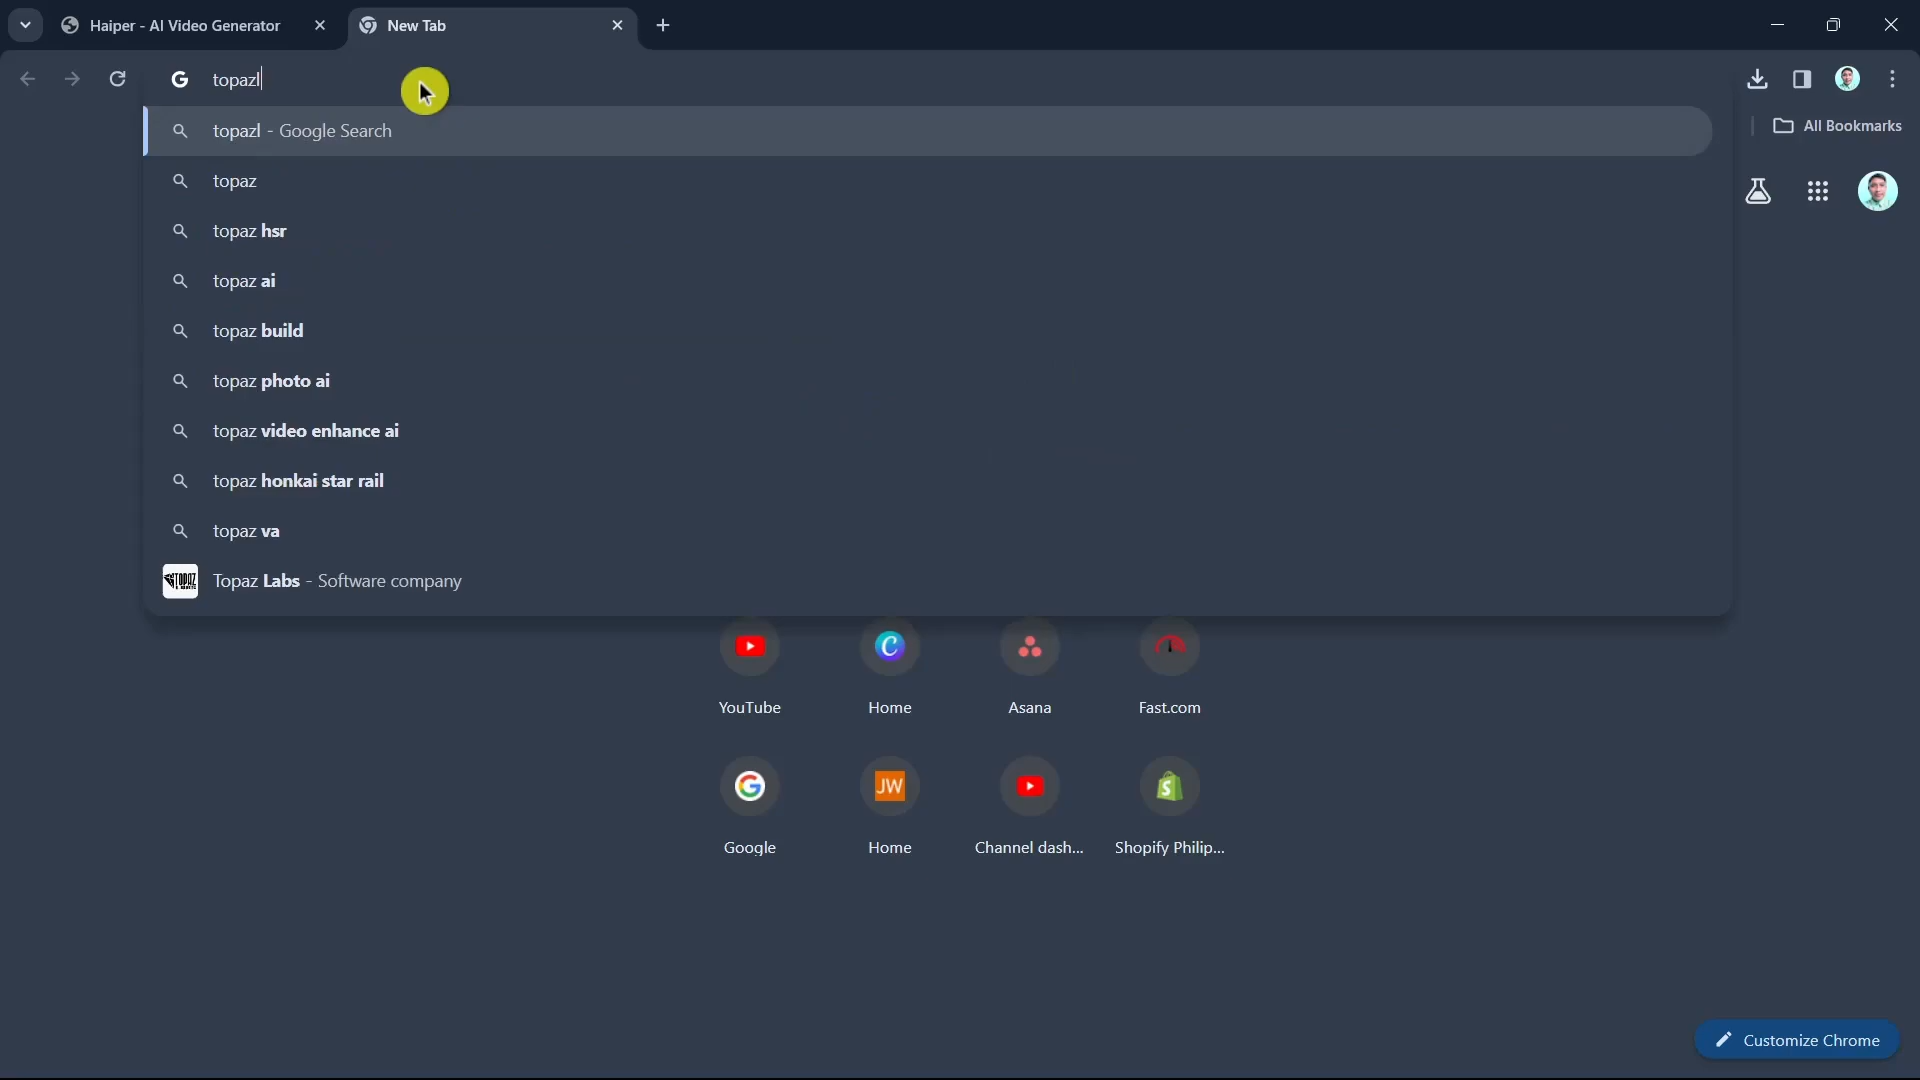 Haiper - AI Video Generator
New Tab
topazl
topazl - Google Search
All Bookmarks
topaz
topaz hsr
topaz ai
topaz build
topaz photo ai
topaz video enhance ai
topaz honkai star rail
topaz va
TOPAZ
Topaz Labs - Software company
YouTube
Home
Asana
Fast.com
JW
Google
Home
Channel dash...
Shopify Philip...
Customize Chrome